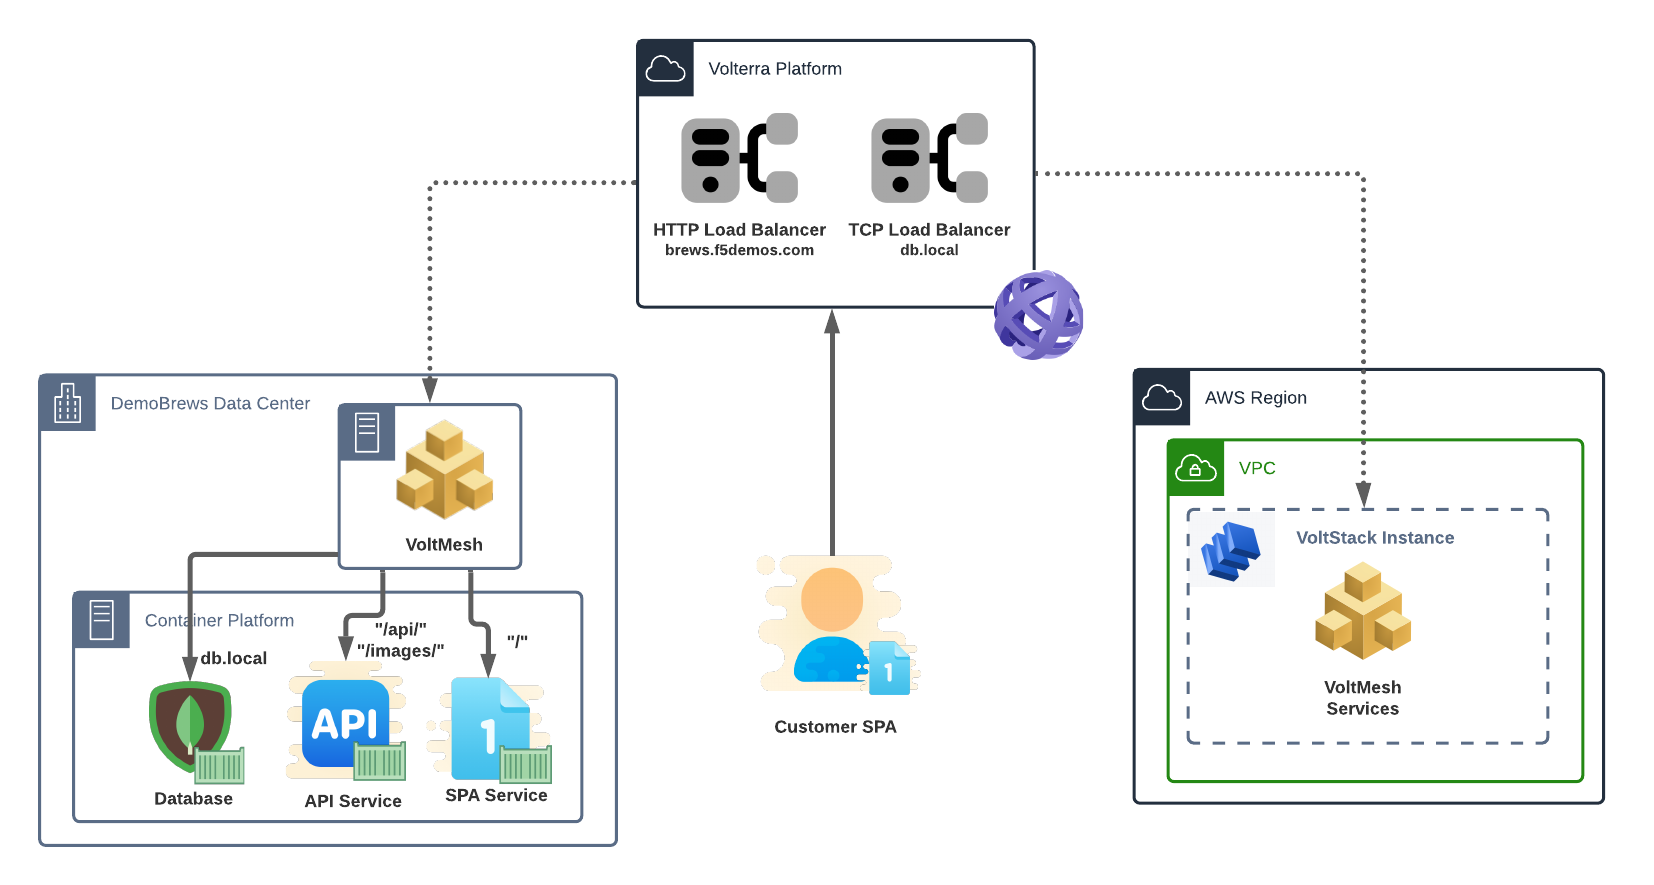 Volterra Platform
HTTP Load Balancer
brews.f5demos.com
TCP Load Balancer
db.local
DemoBrews Data Center
VoltMesh
Container Platform
"/api/"
"/images/"
"/"
db.local
API
1
Database
API Service
SPA Service
1
Customer SPA
AWS Region
VPC
VoltStack Instance
VoltMesh
Services